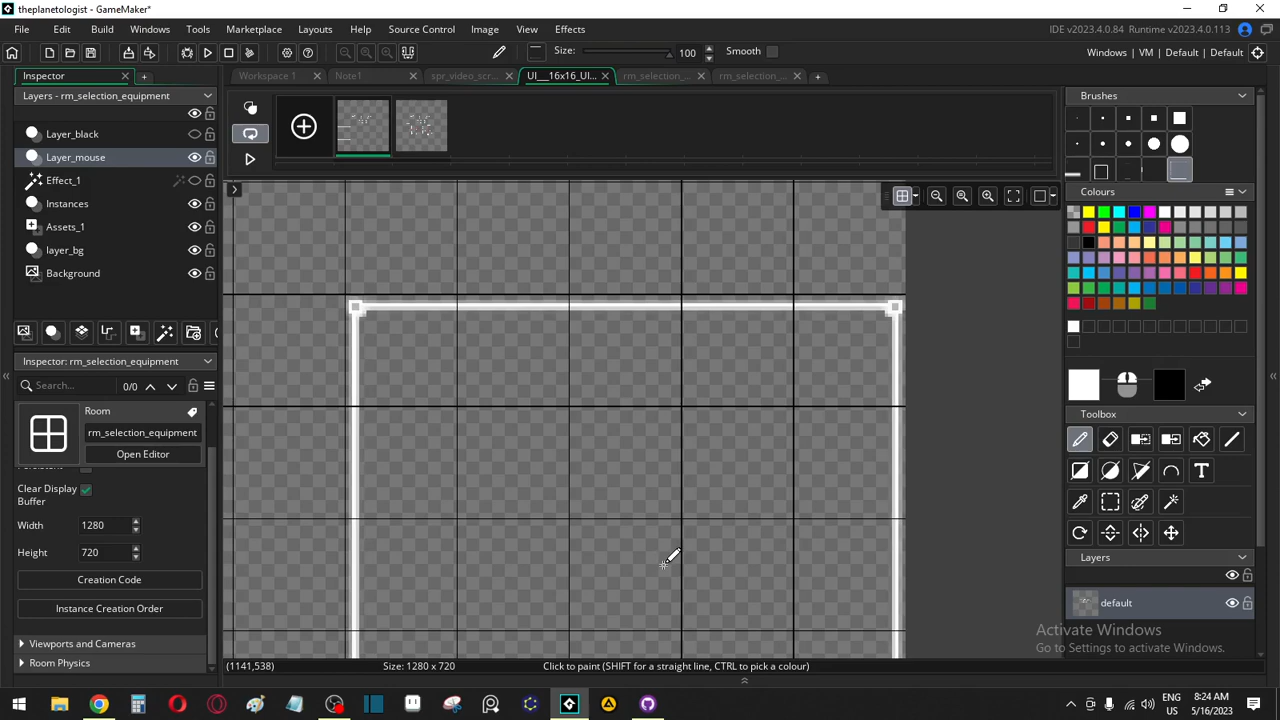 theplanetologist* - GameMaker*
File Edit Build Windows Tools Marketplace Layouts Help Source Control Image View Effects
IDE v2023.4.0.84 Runtime v2023.4.0.113
Size: 100 Smooth
Windows | VM | Default | Default
Inspector
Workspace 1
Note1
spr_video_scr...
UI__16x16_UI...
rm_selection_...
rm_selection_...
Layers - rm_selection_equipment
Layer_black
Layer_mouse
Effect_1
Instances
Assets_1
layer_bg
Background
Inspector: rm_selection_equipment
Search...
0/0
Room
rm_selection_equipment
Open Editor
Persistent
Clear Display Buffer
Width 1280
Height 720
Creation Code
Instance Creation Order
Viewports and Cameras
Room Physics
Brushes
Colours
Toolbox
Layers
default
(1141,538)
Size: 1280 x 720
Click to paint (SHIFT for a straight line, CTRL to pick a colour)
Activate Windows
Go to Settings to activate Windows.
ENG
US
8:24 AM
5/16/2023